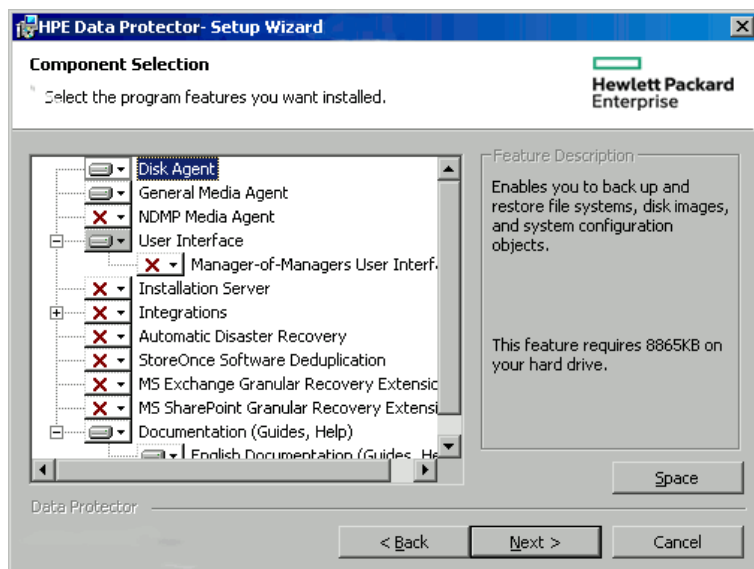 HPE Data Protector- Setup Wizard
Component Selection
Select the program features you want installed.
Hewlett Packard
Enterprise
Disk Agent
General Media Agent
NDMP Media Agent
User Interface
Manager-of-Managers User Interf
Installation Server
Integrations
Automatic Disaster Recovery
StoreOnce Software Deduplication
MS Exchange Granular Recovery Extensic
MS SharePoint Granular Recovery Extensi
Documentation (Guides, Help)
English Documentation (Guides, He
Feature Description
Enables you to back up and
restore file systems, disk images,
and system configuration
objects.
This feature requires 8865KB on
your hard drive.
Space
Data Protector
< Back
Next >
Cancel